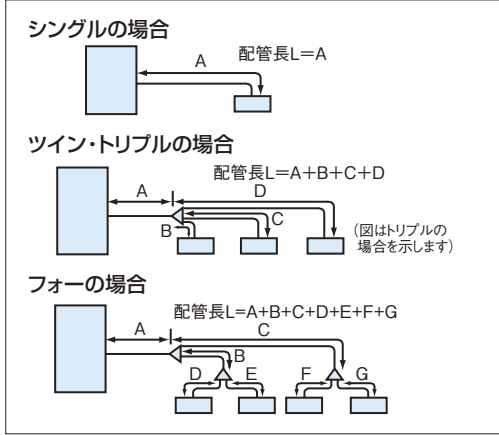 シングルの場合
A
配管長L=A
ツイン・トリプルの場合
配管長L=A+B+C+D
A
D
C
B
(図はトリプルの
場合を示します)
フォーの場合
配管長L=A+B+C+D+E+F+G
A
C
B
D
E
F
G